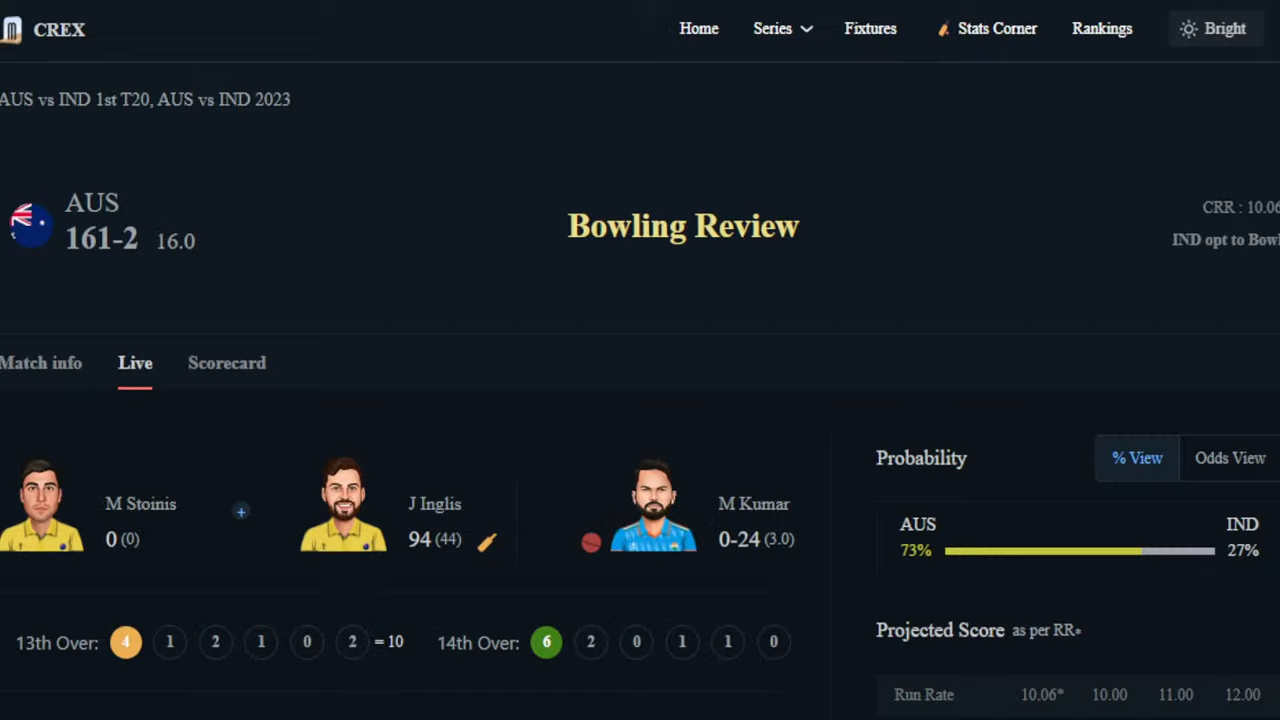 CREX
Home Series Fixtures Stats Corner Rankings Bright
AUS vs IND 1st T20, AUS vs IND 2023
AUS
161-2 16.0
Bowling Review
CRR : 10.06
IND opt to Bowl
Match info Live Scorecard
M Stoinis
0 (0)
+
J Inglis
94 (44)
M Kumar
0-24 (3.0)
Probability
% View Odds View
AUS IND
73% 27%
13th Over: 4 1 2 1 0 2 = 10
14th Over: 6 2 0 1 1 0
Projected Score as per RR*
Run Rate 10.06* 10.00 11.00 12.00